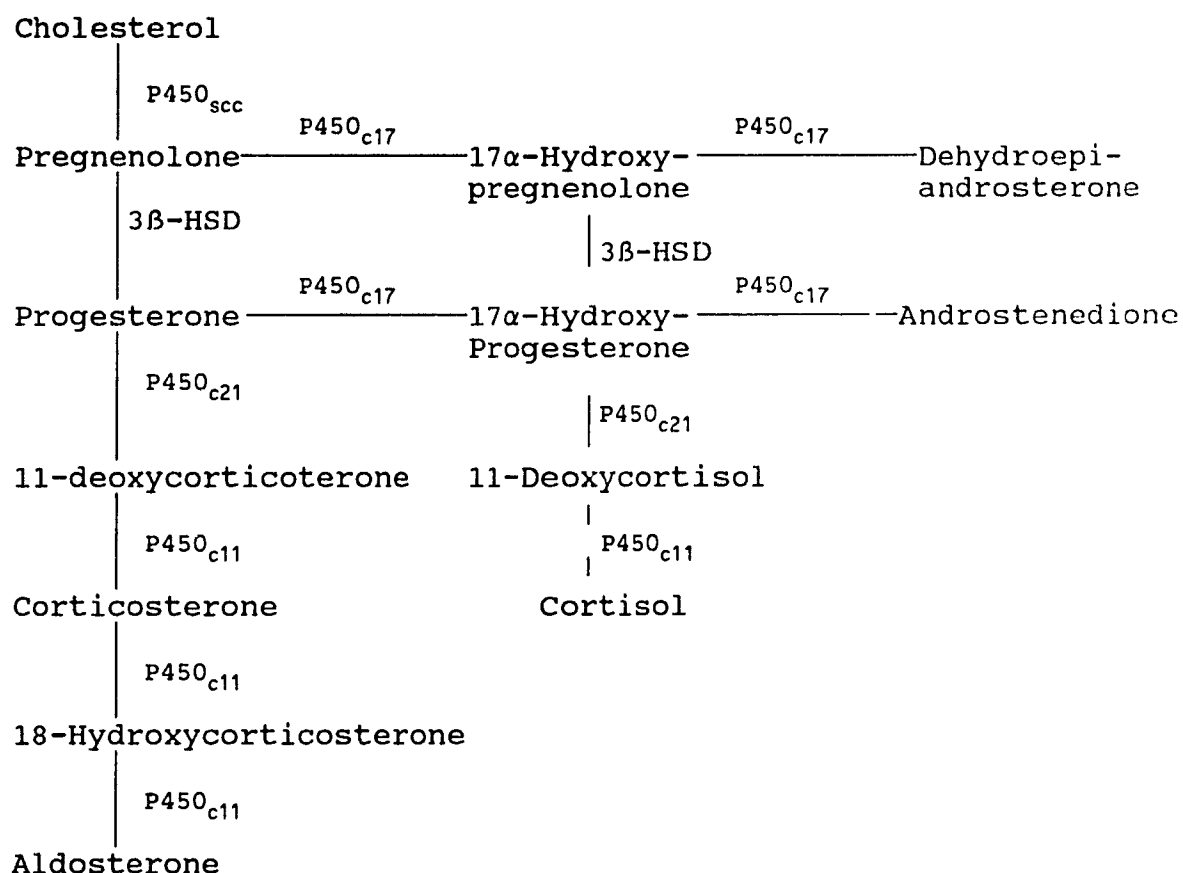 Cholesterol
P450scc
P450c17 P450c17
Pregnenolone 17α-Hydroxy- Dehydroepi-
pregnenolone androsterone
3ß-HSD
3ß-HSD
P450c17 P450c17
Progesterone 17α-Hydroxy- Androstenedione
Progesterone
P450c21
P450c21
11-deoxycorticoterone 11-Deoxycortisol
P450c11 P450c11
Corticosterone Cortisol
P450c11
18-Hydroxycorticosterone
P450c11
Aldosterone